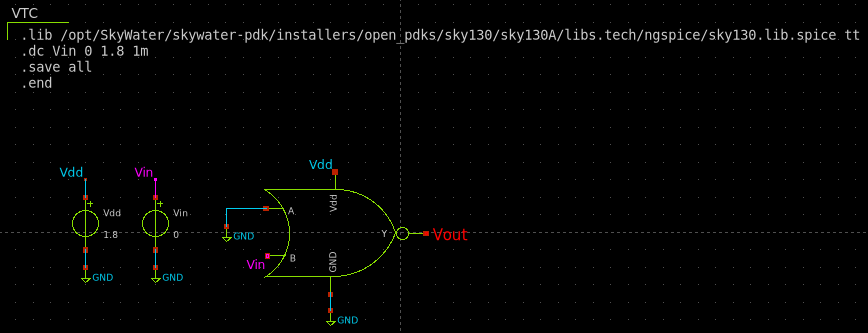 VTC
.lib /opt/SkyWater/skywater-pdk/installers/open_pdks/sky130/sky130A/libs.tech/ngspice/sky130.lib.spice tt
.dc Vin 0 1.8 1m
.save all
.end
Vdd
Vdd
Vin
+
+
Vdd
1.8
Vin
0
GND
GND
A
B
Vdd
GND
Y
GND
Vin
Vout
GND